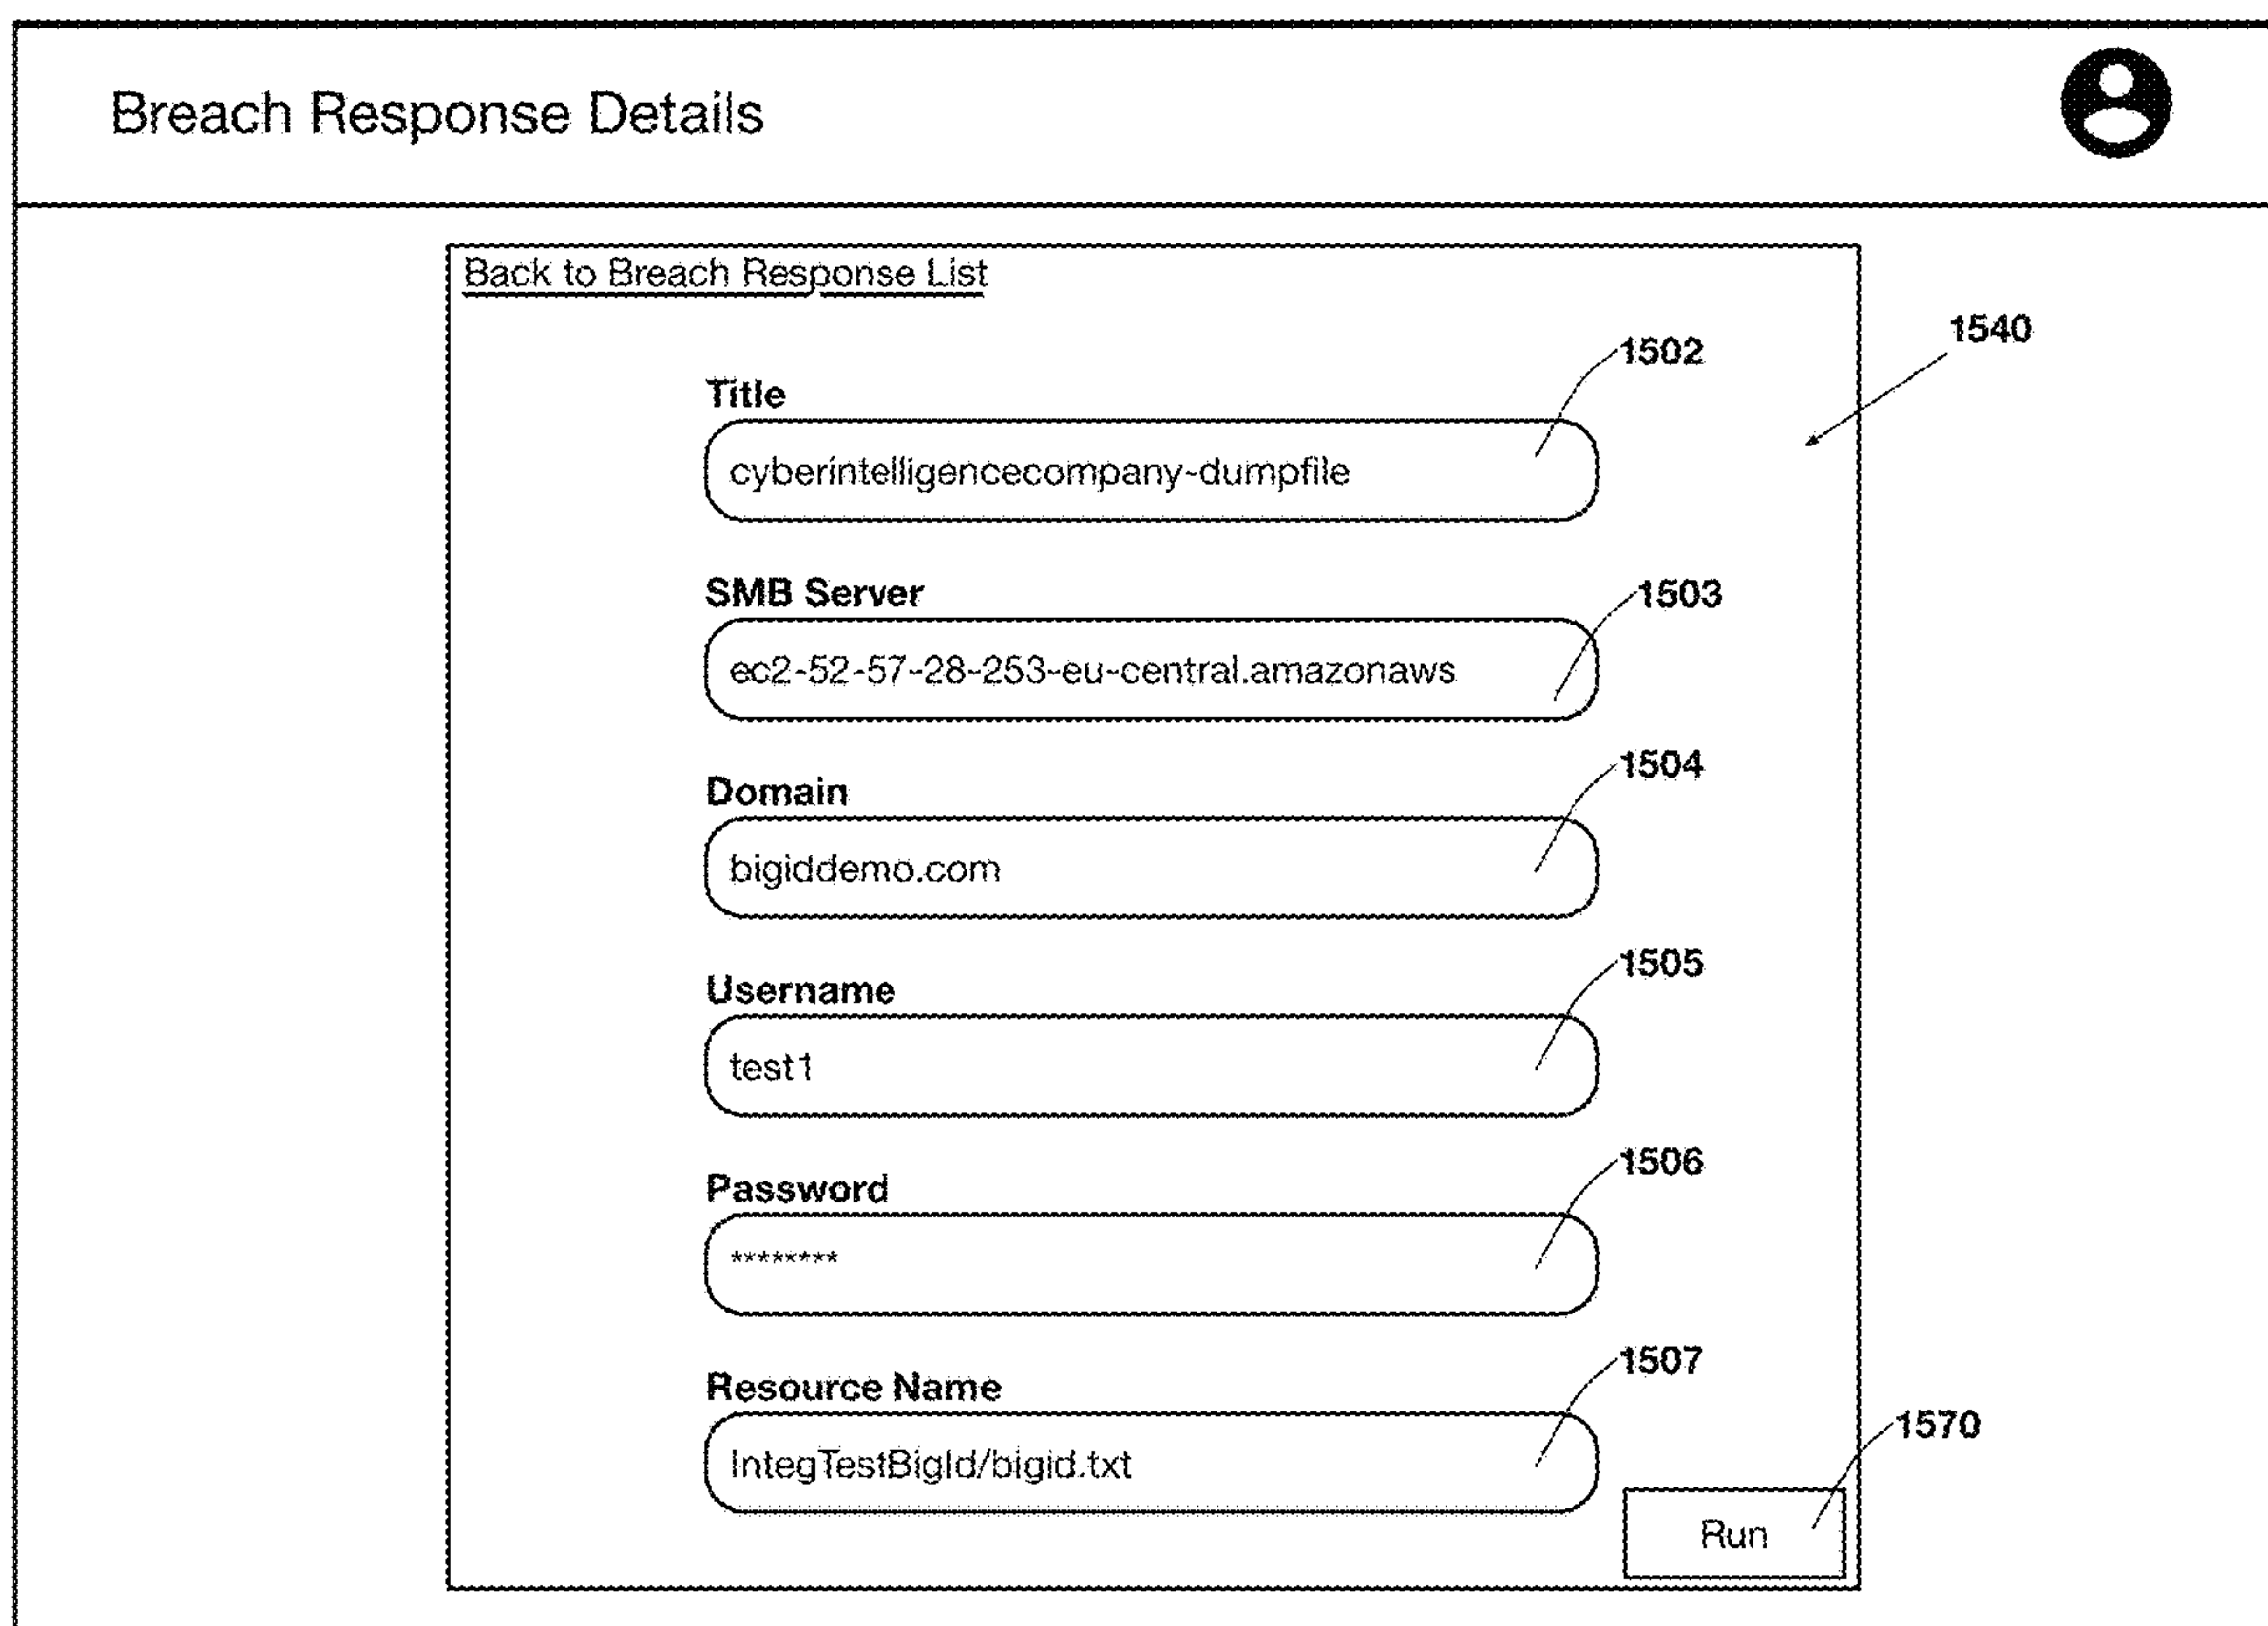 Breach Response Details
Back to Breach Response List
1540
1502
Title
cyberintelligencecompany-dumpfile
1503
SMB Server
ec2-52-57-28-253-eu-central.amazonaws
1504
Domain
bigiddemo.com
1505
Username
test1
1506
Password
********
1507
Resource Name
IntegTestBigId/bigid.txt
1570
Run